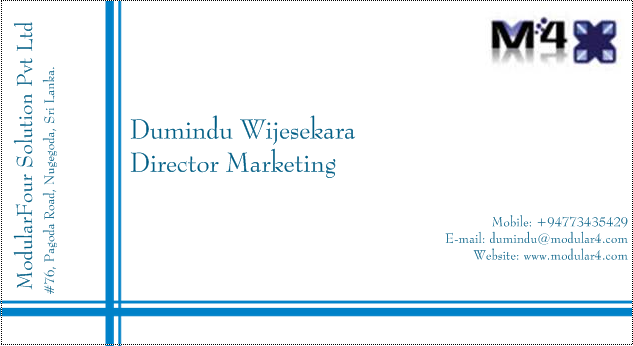 ModularFour Solution Pvt Ltd
#76, Pagoda Road, Nugegoda, Sri Lanka.
M4
Dumindu Wijesekara
Director Marketing
Mobile: +94773435429
E-mail: dumindu@modular4.com
Website: www.modular4.com